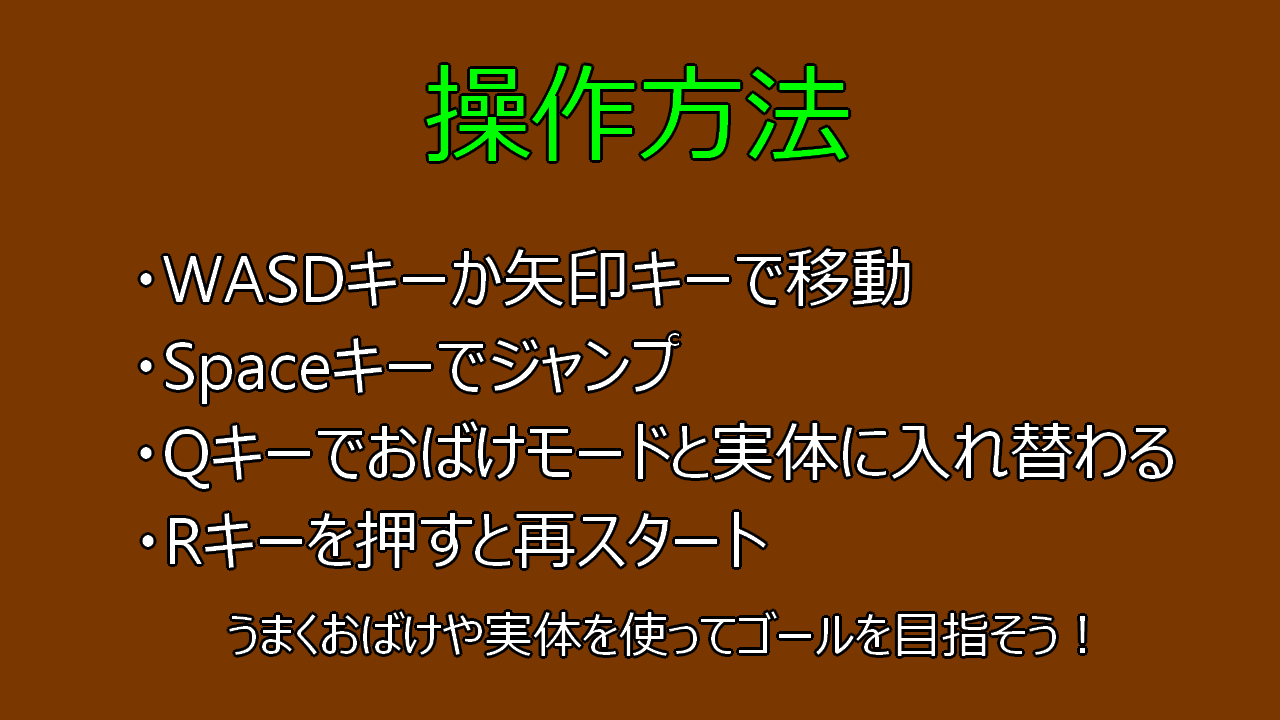 操作方法
・WASDキーか矢印キーで移動
・Spaceキーでジャンプ
・Qキーでおばけモードと実体に入れ替わる
・Rキーを押すと再スタート
うまくおばけや実体を使ってゴールを目指そう！